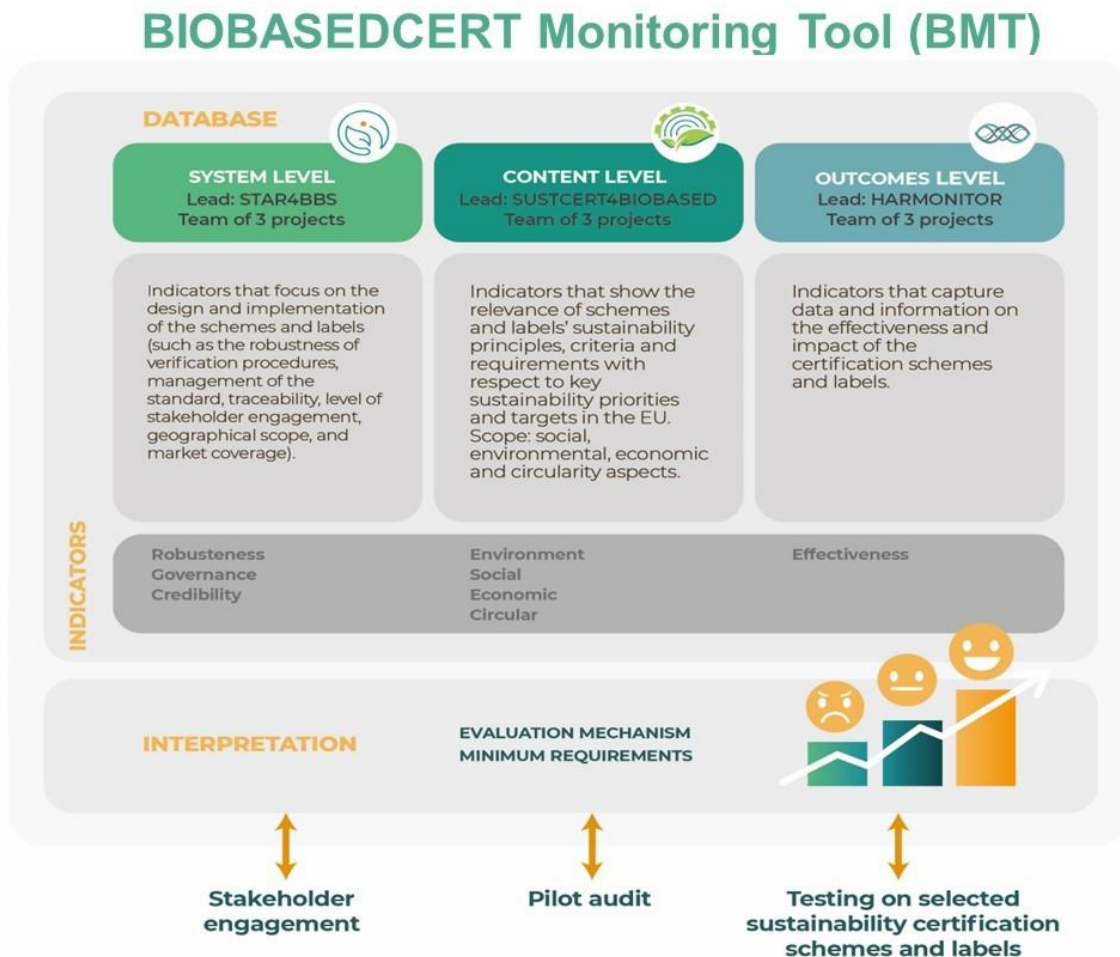 BIOBASEDCERT Monitoring Tool (BMT)
DATABASE
SYSTEM LEVEL
Lead: STAR4BBS
Team of 3 projects
CONTENT LEVEL
Lead: SUSTCERT4BIOBASED
Team of 3 projects
OUTCOMES LEVEL
Lead: HARMONITOR
Team of 3 projects
Indicators that focus on the
design and implementation
of the schemes and labels
(such as the robustness of
verification procedures,
management of the
standard, traceability, level of
stakeholder engagement,
geographical scope, and
market coverage).
Indicators that show the
relevance of schemes
and labels' sustainability
principles, criteria and
requirements with
respect to key
sustainability priorities
and targets in the EU.
Scope: social,
environmental, economic
and circularity aspects.
Indicators that capture
data and information on
the effectiveness and
impact of the
certification schemes
and labels.
INDICATORS
Robusteness
Governance
Credibility
Environment
Social
Economic
Circular
Effectiveness
INTERPRETATION
EVALUATION MECHANISM
MINIMUM REQUIREMENTS
Stakeholder
engagement
Pilot audit
Testing on selected
sustainability certification
schemes and labels